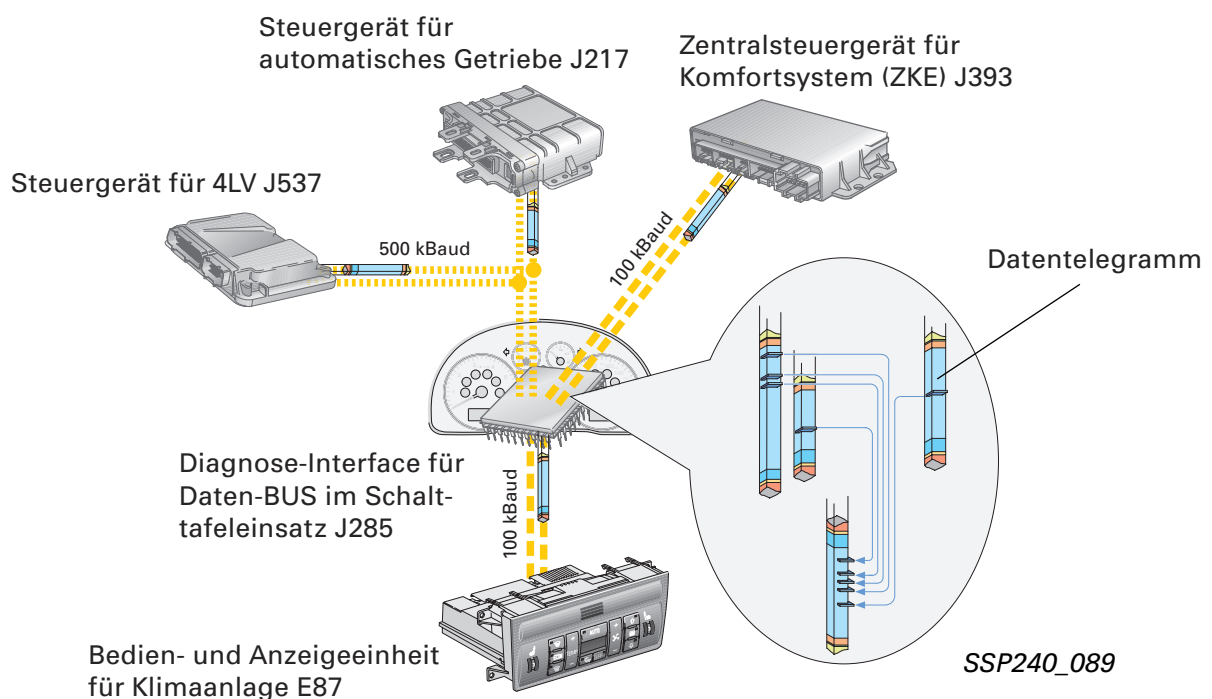 Steuergerät für
automatisches Getriebe J217
Zentralsteuergerät für
Komfortsystem (ZKE) J393
Steuergerät für 4LV J537
500 kBaud
100 kBaud
Datentelegramm
Diagnose-Interface für
Daten-BUS im Schalt-
tafeleinsatz J285
100 kBaud
AUTO
Bedien- und Anzeigeeinheit
für Klimaanlage E87
SSP240_089